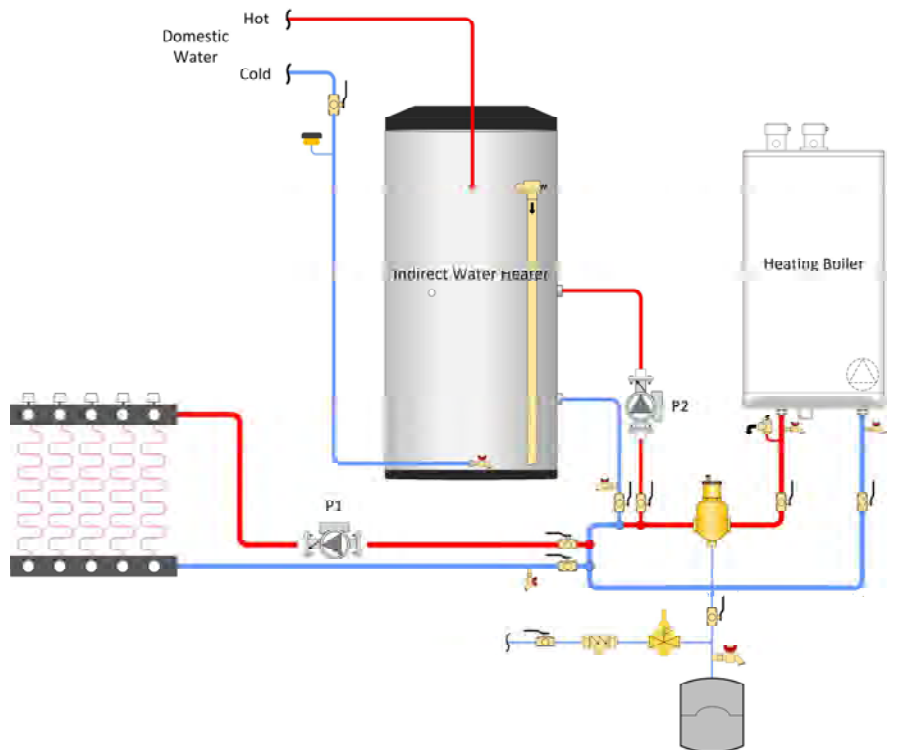 Hot
Domestic
Water
Cold
Indirect Water Heater
Heating Boiler
P2
P1